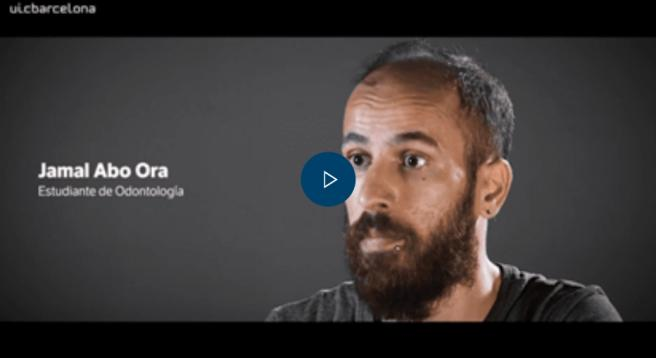 uicbarcelona
Jamal Abo Ora
Estudiante de Odontología